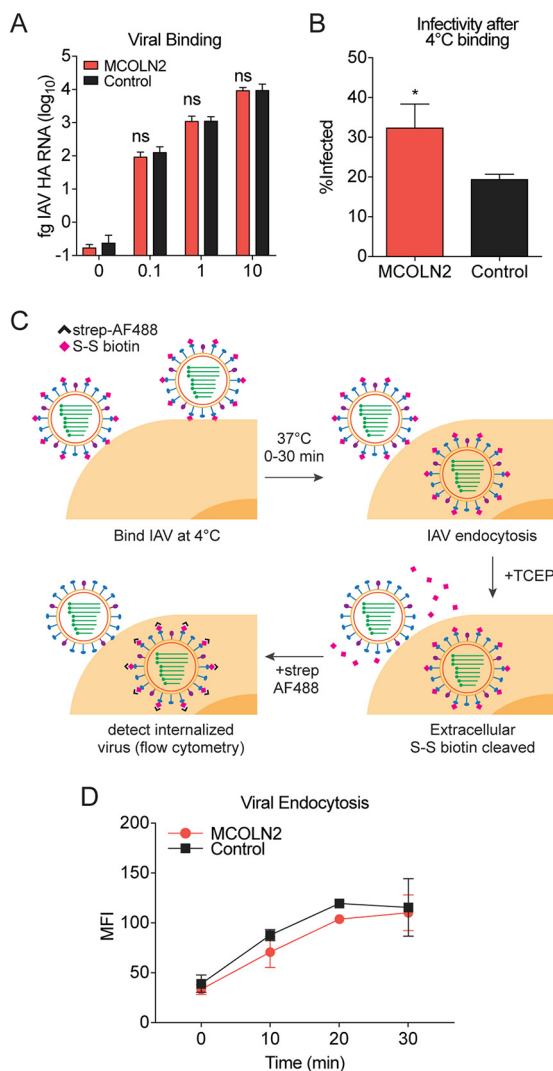 A
Viral Binding
MCOLN2
Control
fg IAV HA RNA (log10)
5
4
3
2
1
0
-1
ns
ns
ns
0
0.1
1
10
B
Infectivity after
4°C binding
%Infected
50
40
30
20
10
0
*
MCOLN2
Control
C
strep-AF488
S-S biotin
Bind IAV at 4°C
37°C
0-30 min
IAV endocytosis
+TCEP
Extracellular
S-S biotin cleaved
+strep
AF488
detect internalized
virus (flow cytometry)
D
Viral Endocytosis
MCOLN2
Control
MFI
200
150
100
50
0
0
10
20
30
Time (min)